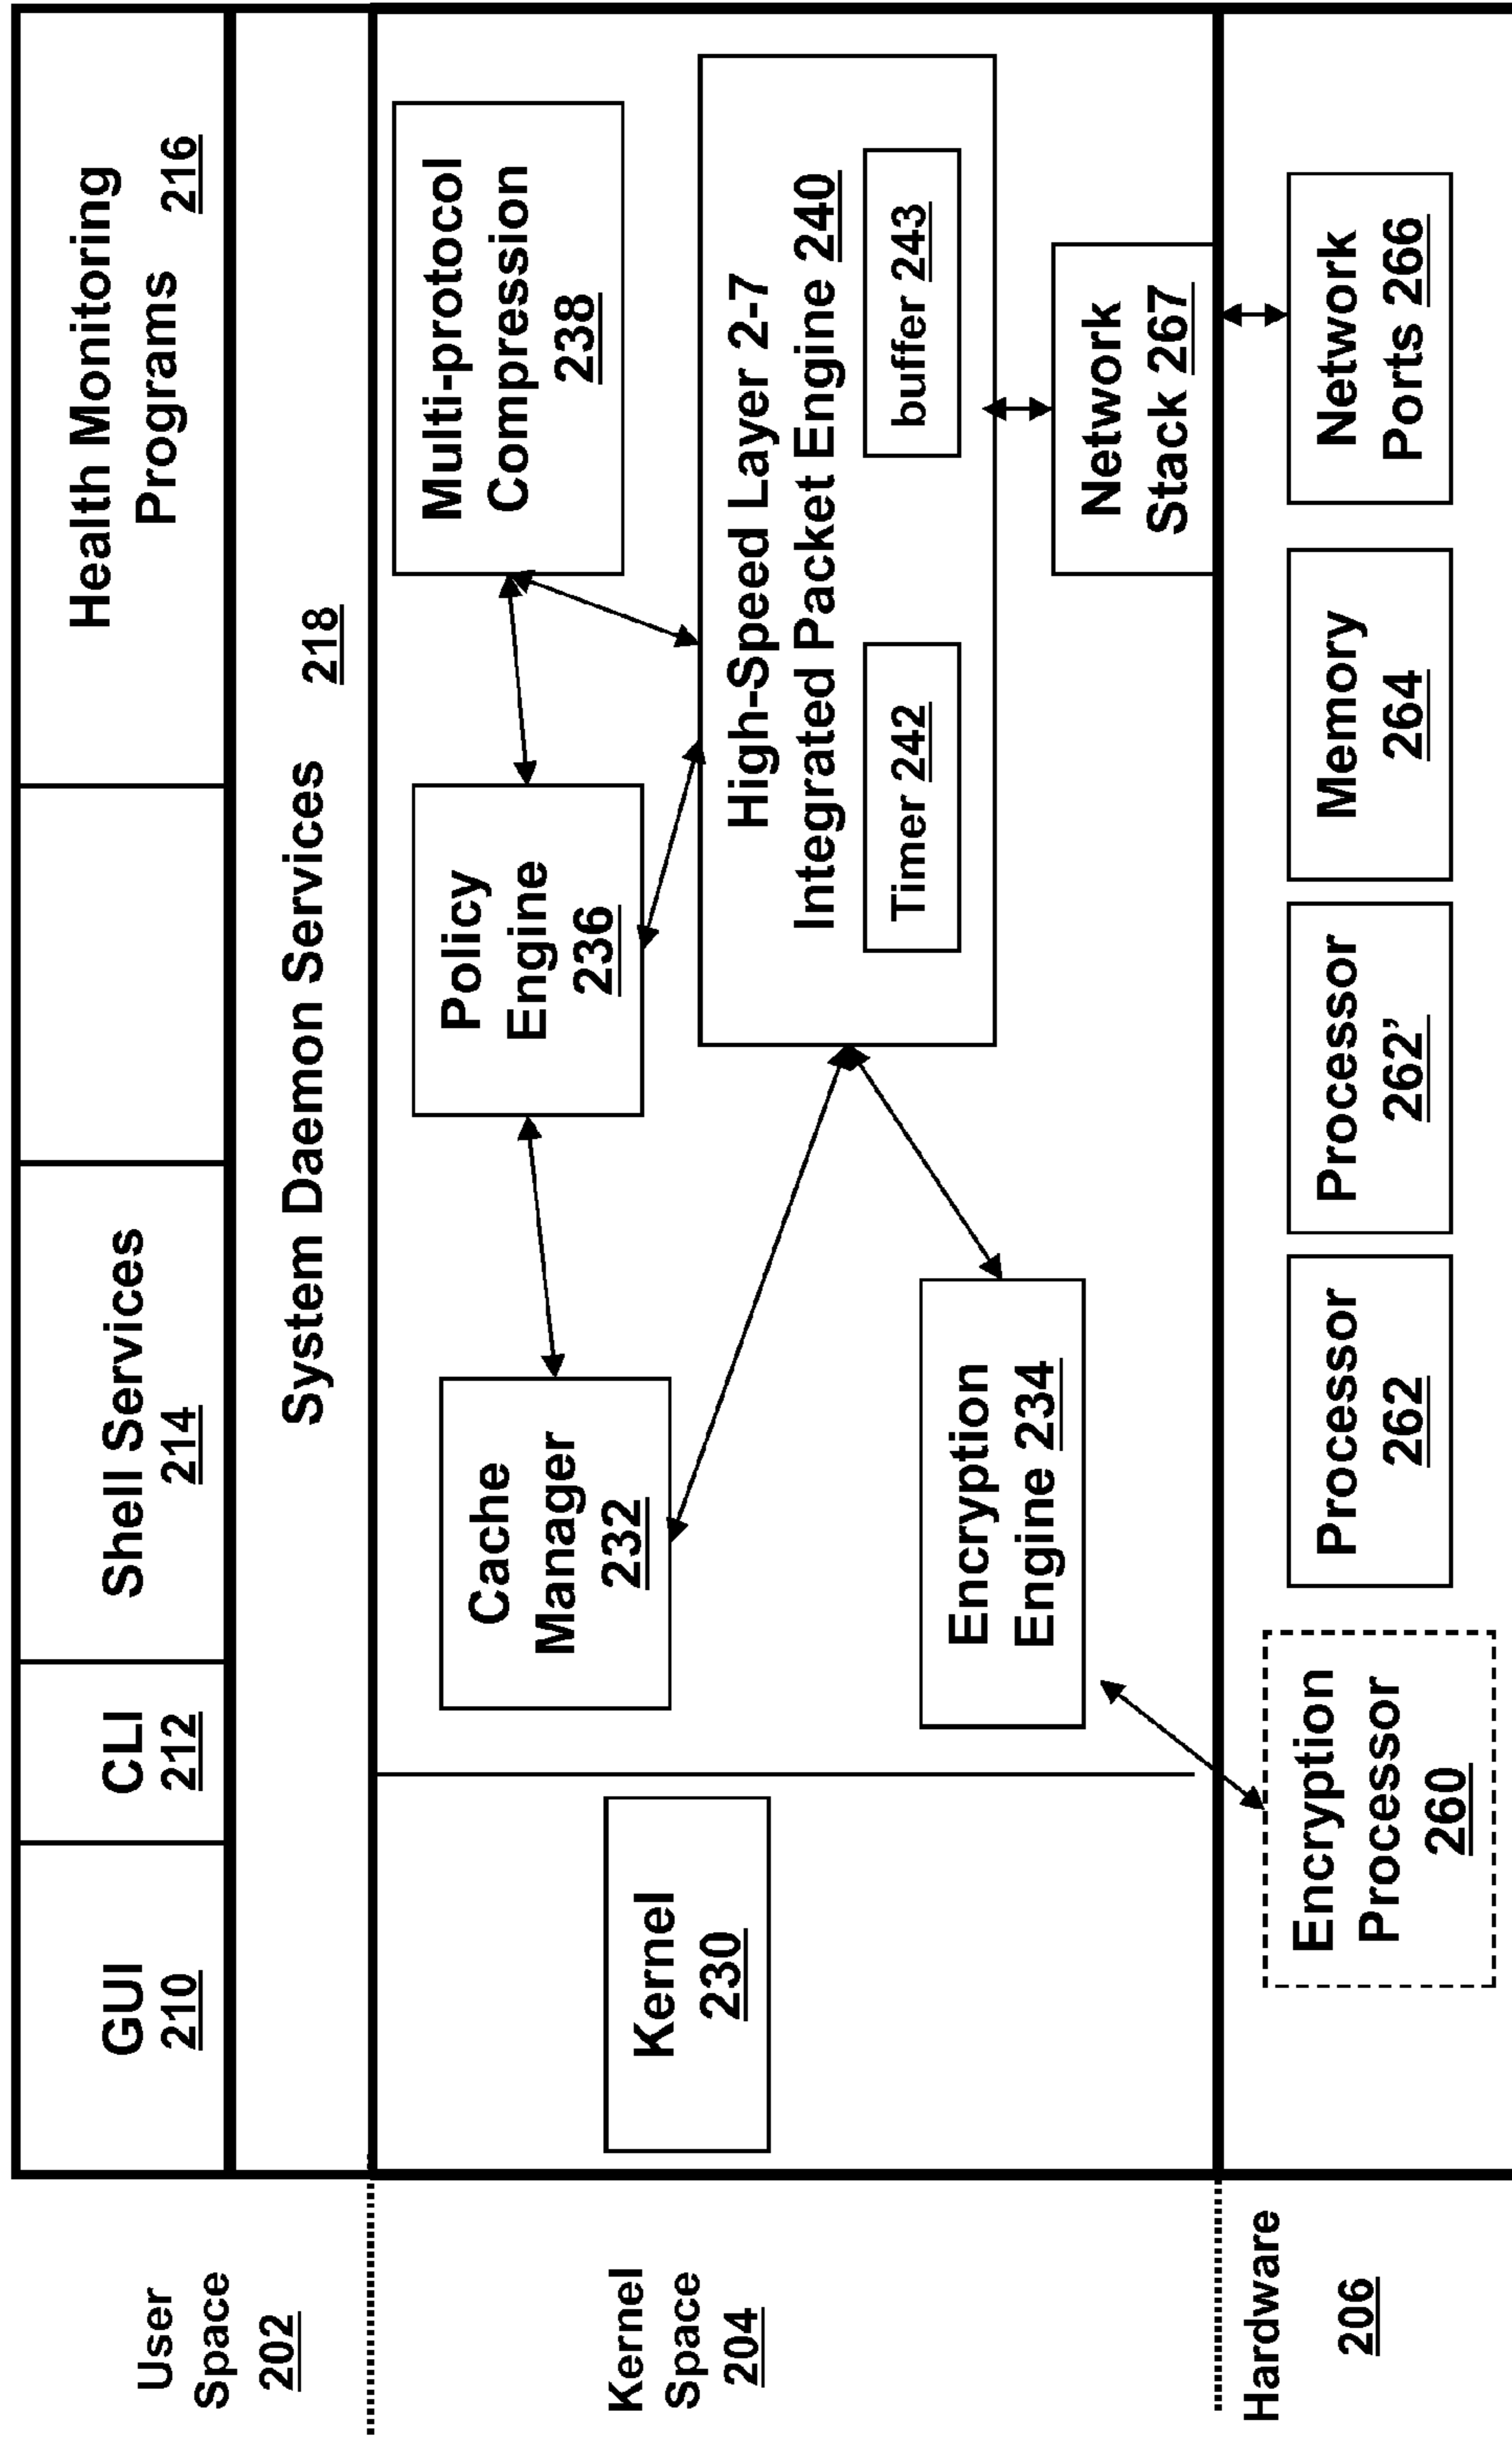 User
Space
202
GUI
210
CLI
212
Shell Services
214
Health Monitoring
Programs 216
System Daemon Services 218
Kernel
Space
204
Kernel
230
Cache
Manager
232
Policy
Engine
236
Multi-protocol
Compression
238
High-Speed Layer 2-7
Integrated Packet Engine 240
Timer 242
buffer 243
Encryption
Engine 234
Network
Stack 267
Hardware
206
Encryption
Processor
260
Processor
262
Processor
262’
Memory
264
Network
Ports 266